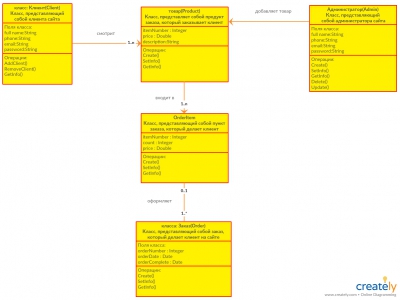 класс: Клиент(Client)
Класс, представляющий
собой клиента сайта
Поля класса:
full name:String
phone:String
email:String
password:String
Операции:
AddClient()
RemoveClient()
GetInfo()
смотрит
1..n
товар(Product)
Класс, представляет собой продукт
заказа, который заказывает клиент
itemNumber : Integer
price : Double
description:String
Операции:
Create()
SetInfo()
GetInfo()
добавляет товар
Администратор(Admin)
Класс, представляющий
собой администратора сайта
Поля класса:
full name:String
phone:String
email:String
password:String
Операции:
Create()
SetInfo()
GetInfo()
Delete()
Update()
входит в
1..n
OrderItem
Класс, представляющий собой пункт
заказа, который делает клиент
itemNumber : Integer
count : Integer
price : Double
Операции:
Create()
SetInfo()
GetInfo()
0..1
оформляет
1..*
класс: Заказ(Order)
Класс, представляющий собой заказ,
который делает клиент на сайте
Поля класса:
orderNumber : Integer
orderDate : Date
orderComplete : Date
Операции:
Create()
SetInfo()
GetInfo()
creately
www.creately.com • Online Diagramming